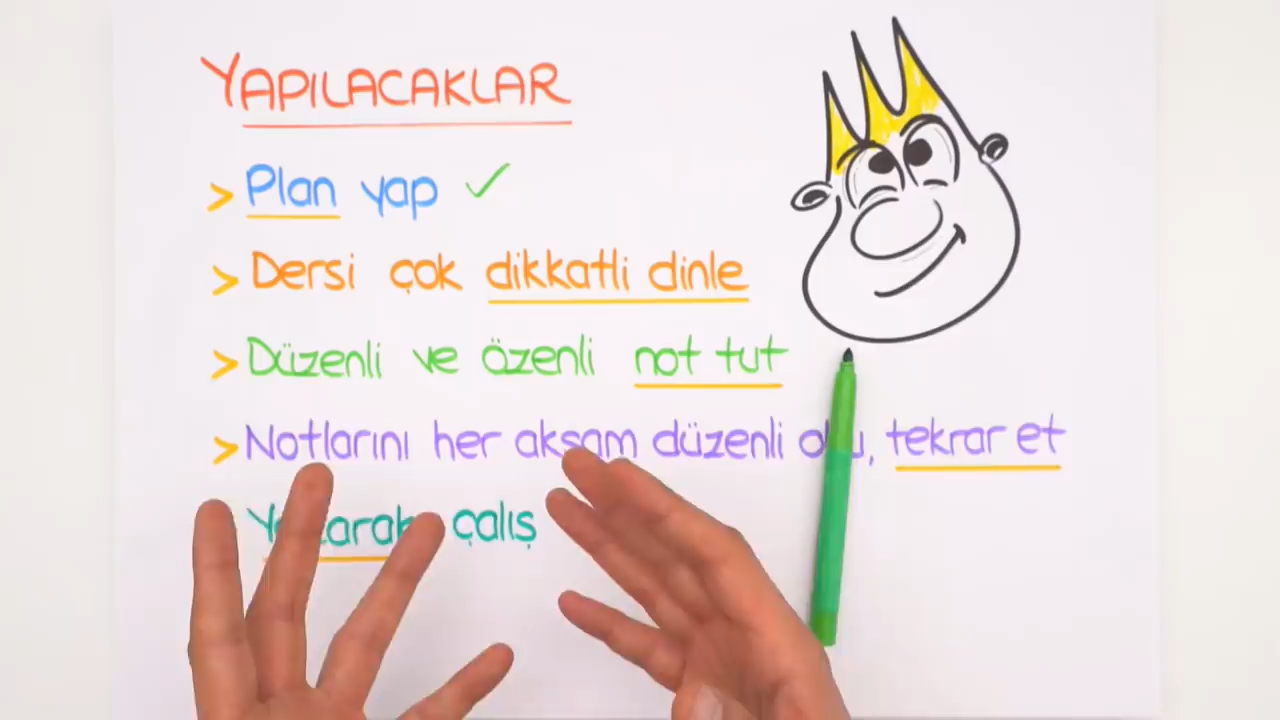 YAPILACAKLAR
> Plan yap ✓
> Dersi çok dikkatli dinle
> Düzenli ve özenli not tut
> Notlarını her akşam düzenli oku, tekrar et
çalış